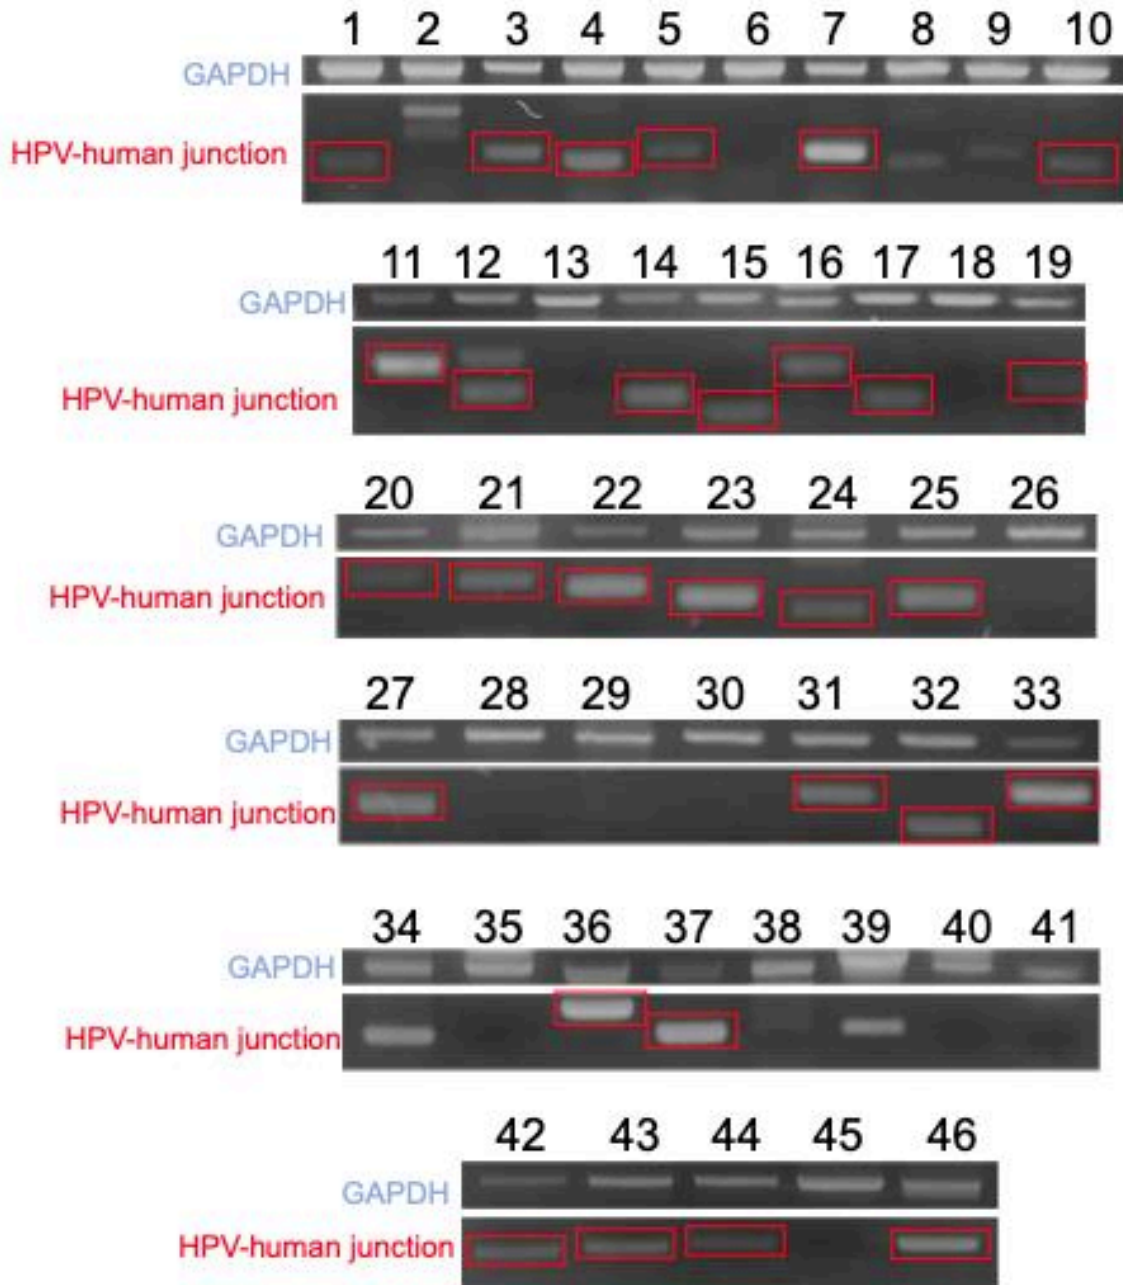 1 2 3 4 5 6 7 8 9 10
GAPDH
HPV-human junction
11 12 13 14 15 16 17 18 19
GAPDH
HPV-human junction
20 21 22 23 24 25 26
GAPDH
HPV-human junction
27 28 29 30 31 32 33
GAPDH
HPV-human junction
34 35 36 37 38 39 40 41
GAPDH
HPV-human junction
42 43 44 45 46
GAPDH
HPV-human junction